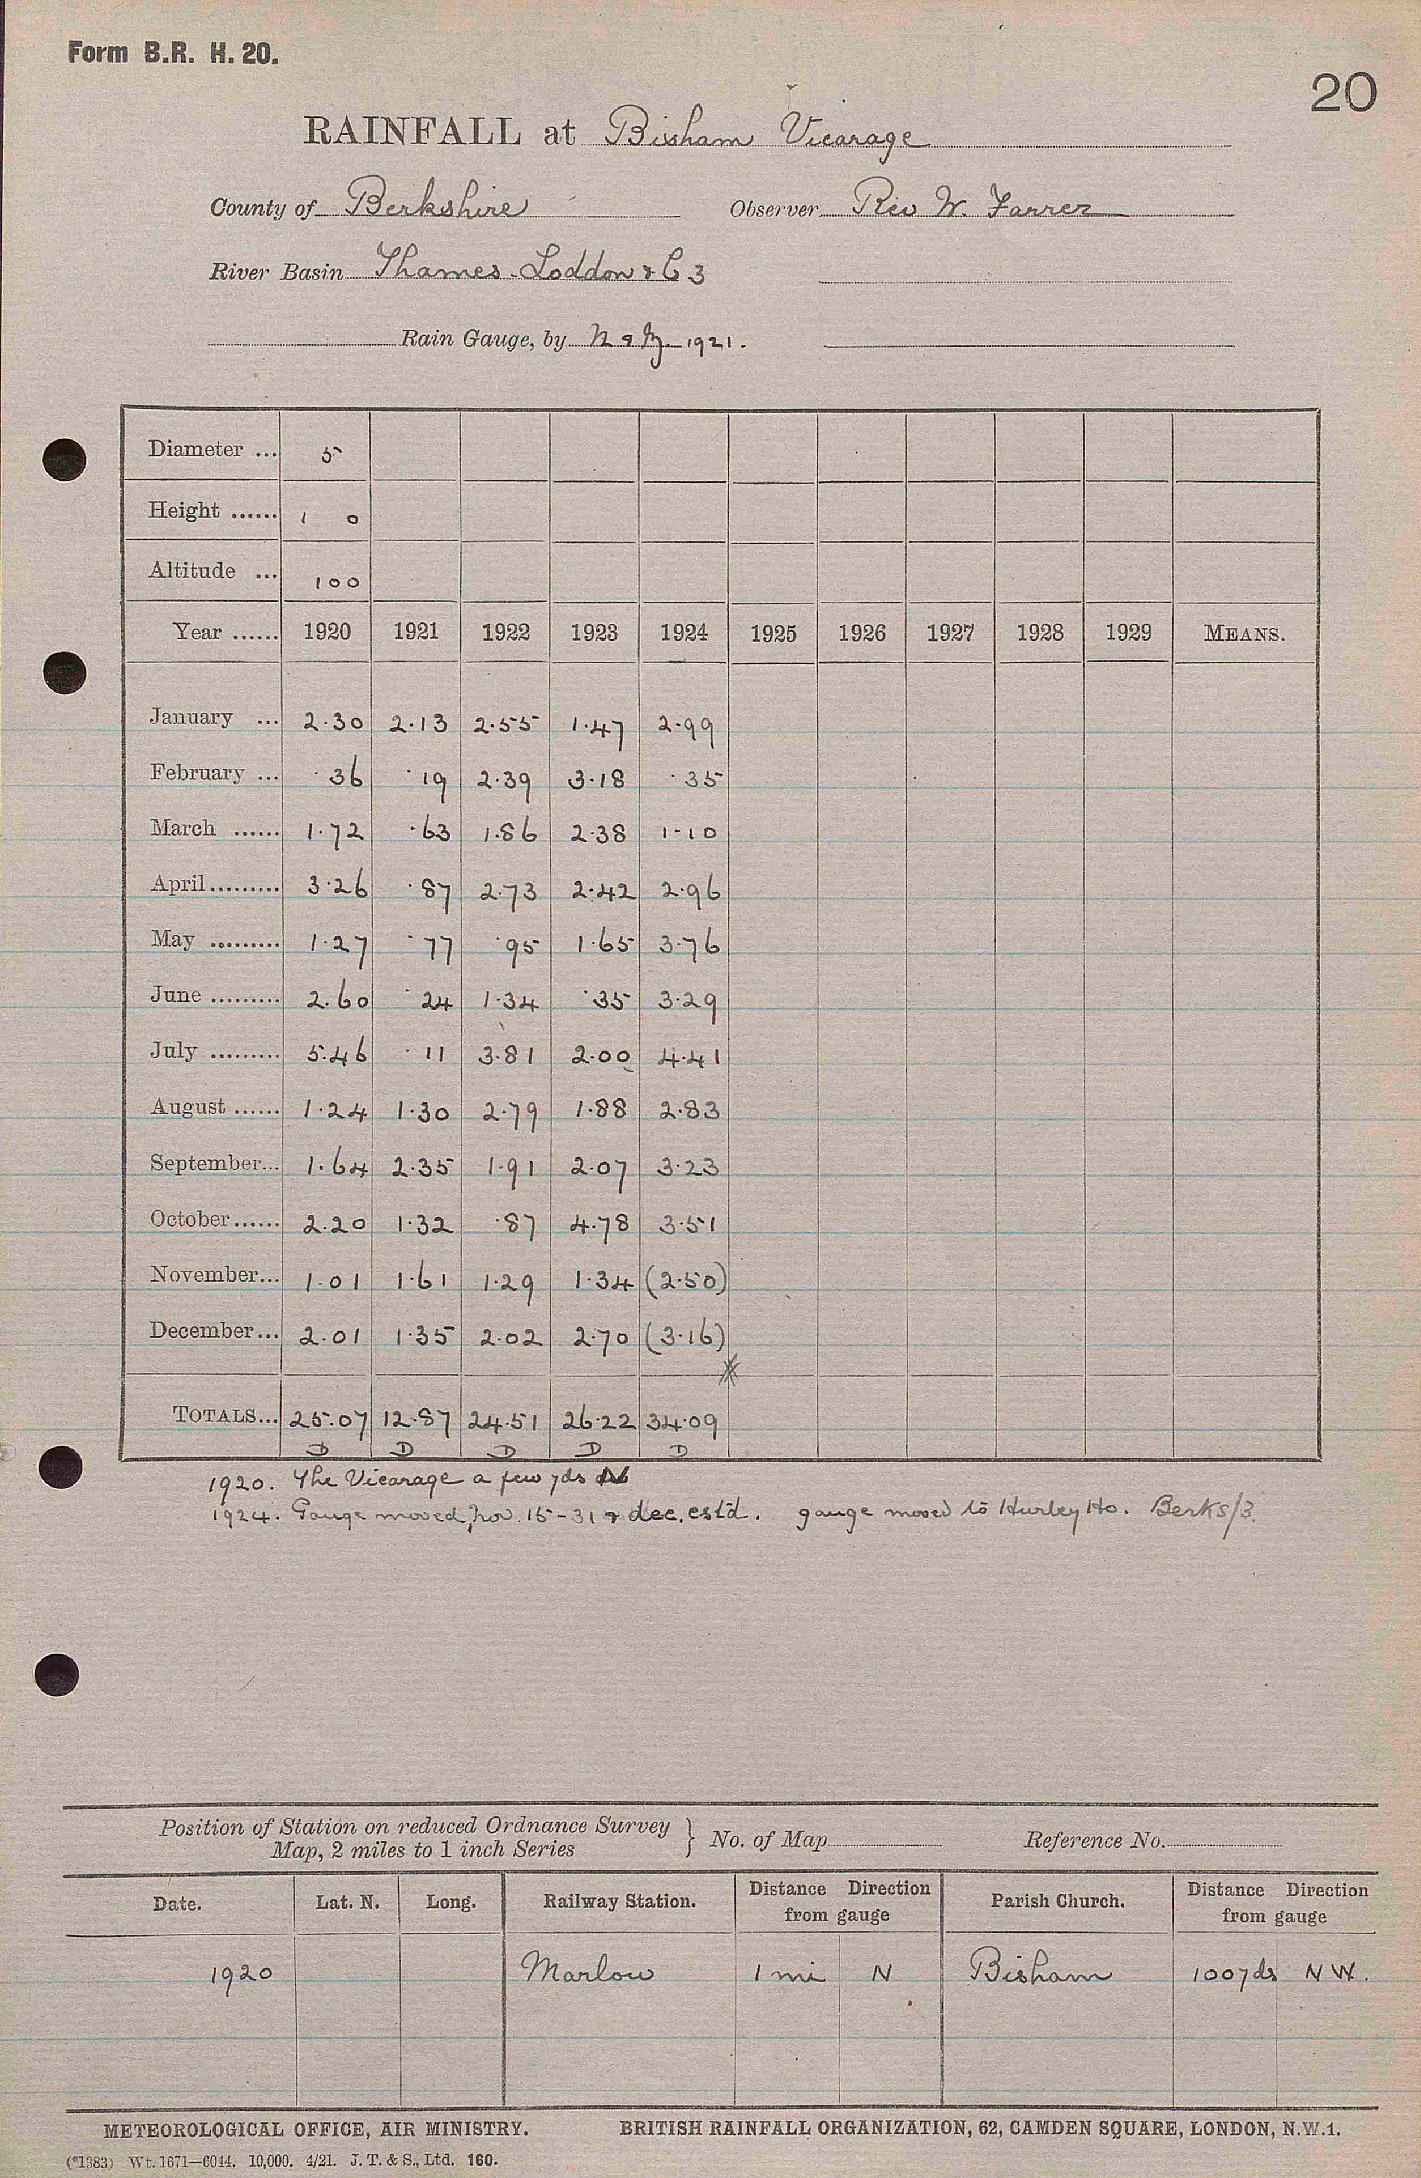 Form B.R. H. 20.
20
RAINFALL at Bisham Vicarage
County of Berkshire Observer Rev W. Farrer
River Basin Thames - Loddon & C 3
Rain Gauge, by N & Z 1921.
Diameter ... 5
Height ...... 1 0
Altitude ... 100
Year ...... 1920 1921 1922 1923 1924 1925 1926 1927 1928 1929 MEANS.
January ... 2.30 2.13 2.55 1.47 2.99
February ... .36 .19 2.39 3.18 .35
March ...... 1.72 .63 1.86 2.38 1.10
April......... 3.26 .87 2.73 2.42 2.96
May ......... 1.27 .77 .95 1.65 3.76
June ......... 2.60 .24 1.34 .35 3.29
July ......... 5.46 .11 3.81 2.00 4.41
August ...... 1.24 1.30 2.79 1.88 2.83
September... 1.64 2.35 1.91 2.07 3.23
October...... 2.20 1.32 .87 4.78 3.51
November... 1.01 1.61 1.29 1.34 (2.50)
December... 2.01 1.35 2.02 2.70 (3.16)
TOTALS... 25.07 12.87 24.51 26.22 34.09
D D D D D
1920. The Vicarage a few yds
1924. Gauge moved, Nov. 15-31 & dec. est'd. gauge moved to Hurley Ho. Berks/3.
Position of Station on reduced Ordnance Survey
Map, 2 miles to 1 inch Series } No. of Map Reference No.
Date. Lat. N. Long. Railway Station. Distance Direction from gauge Parish Church. Distance Direction from gauge
1920 Marlow 1 mi N Bisham 100 yds NW.
METEOROLOGICAL OFFICE, AIR MINISTRY. BRITISH RAINFALL ORGANIZATION, 62, CAMDEN SQUARE, LONDON, N.W.1.
(*1383) Wt. 1671—6044. 10,000. 4/21. J. T. & S., Ltd. 160.